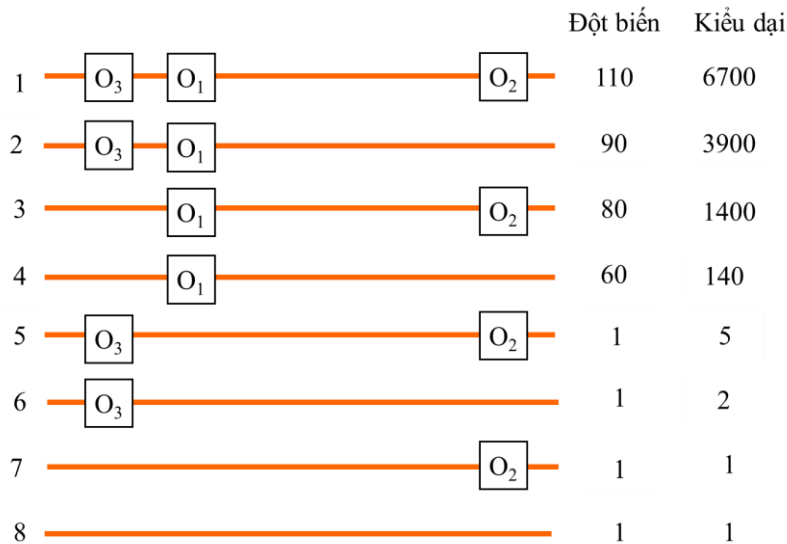 Đột biến Kiểu dại
1 O₃ O₁ O₂ 110 6700
2 O₃ O₁ 90 3900
3 O₁ O₂ 80 1400
4 O₁ 60 140
5 O₃ O₂ 1 5
6 O₃ 1 2
7 O₂ 1 1
8 1 1